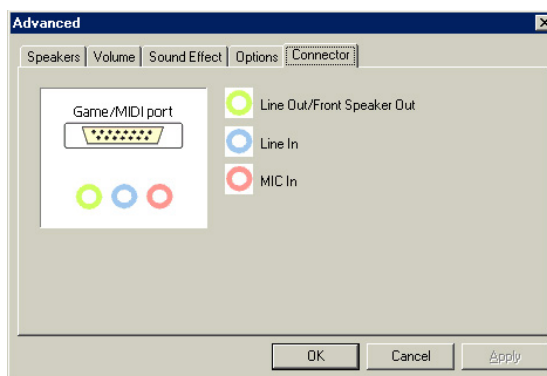 Advanced
Speakers Volume Sound Effect Options Connector
Game/MIDI port
Line Out/Front Speaker Out
Line In
MIC In
OK Cancel Apply